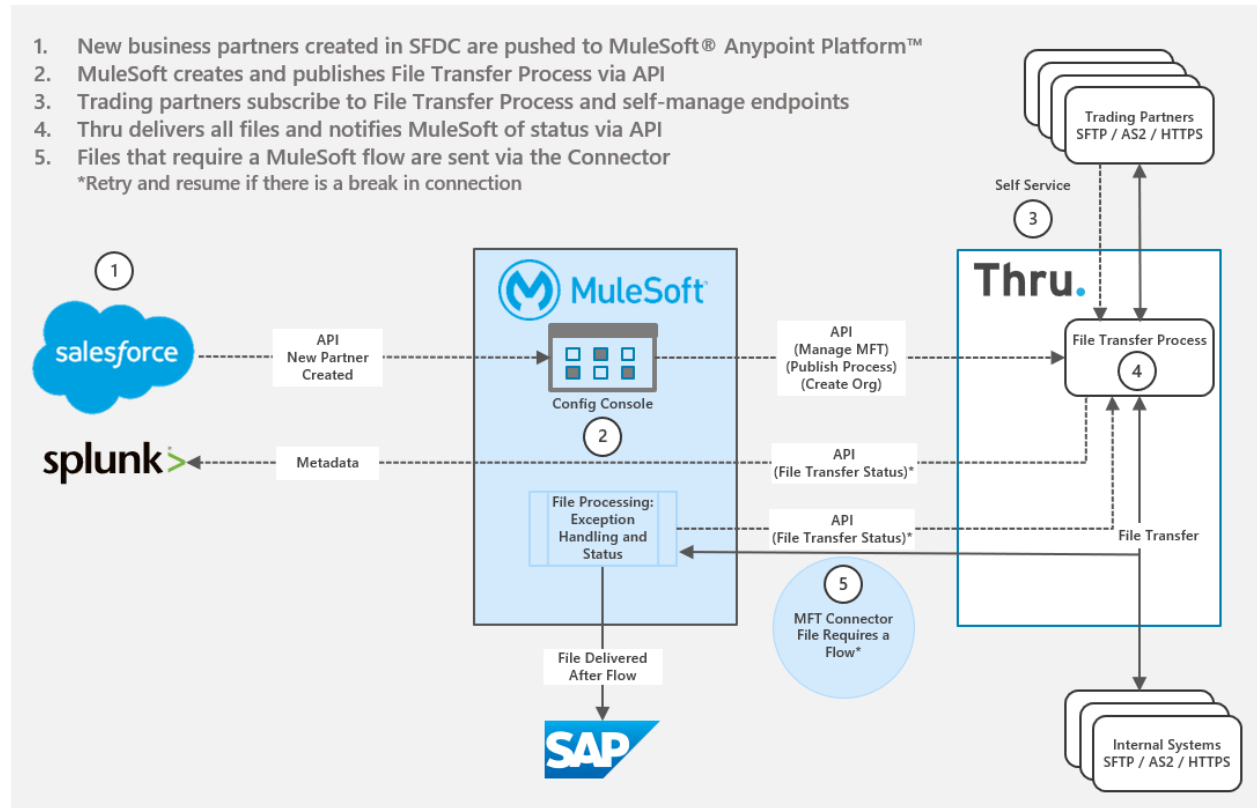 1. New business partners created in SFDC are pushed to MuleSoft® Anypoint Platform™
2. MuleSoft creates and publishes File Transfer Process via API
3. Trading partners subscribe to File Transfer Process and self-manage endpoints
4. Thru delivers all files and notifies MuleSoft of status via API
5. Files that require a MuleSoft flow are sent via the Connector
*Retry and resume if there is a break in connection
Trading Partners
SFTP / AS2 / HTTPS
Self Service
3
1
salesforce
API
New Partner
Created
MuleSoft
Config Console
2
API
(Manage MFT)
(Publish Process)
(Create Org)
Thru.
File Transfer Process
4
splunk>
Metadata
API
(File Transfer Status)*
File Processing:
Exception
Handling and
Status
API
(File Transfer Status)*
File Transfer
5
MFT Connector
File Requires a
Flow*
File Delivered
After Flow
SAP
Internal Systems
SFTP / AS2 / HTTPS